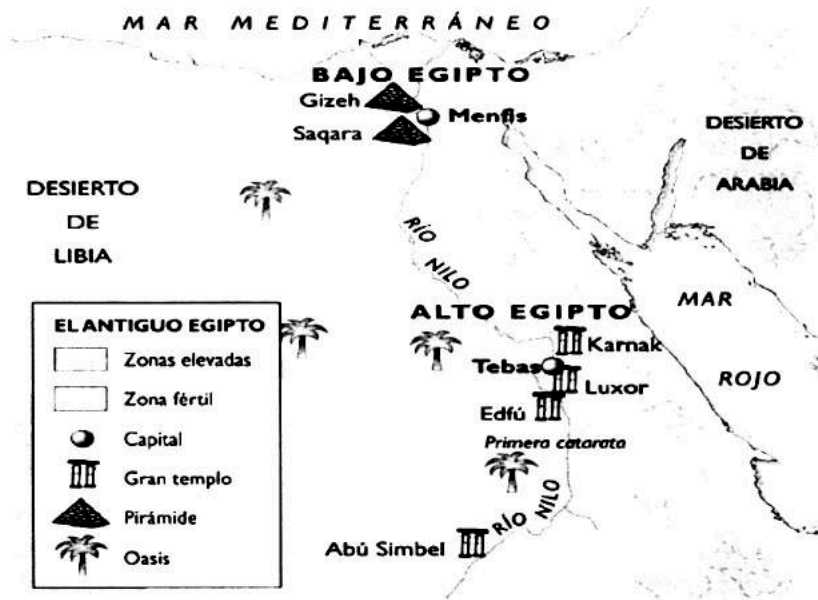 MAR MEDITERRÁNEO
BAJO EGIPTO
Gizeh
Menfis
Saqara
DESIERTO
DE
ARABIA
DESIERTO
DE
LIBIA
RÍO
NILO
ALTO EGIPTO
MAR
ROJO
Karnak
Tebas
Luxor
Edfú
Primera catarata
RÍO NILO
Abú Simbel
EL ANTIGUO EGIPTO
Zonas elevadas
Zona fértil
Capital
Gran templo
Pirámide
Oasis